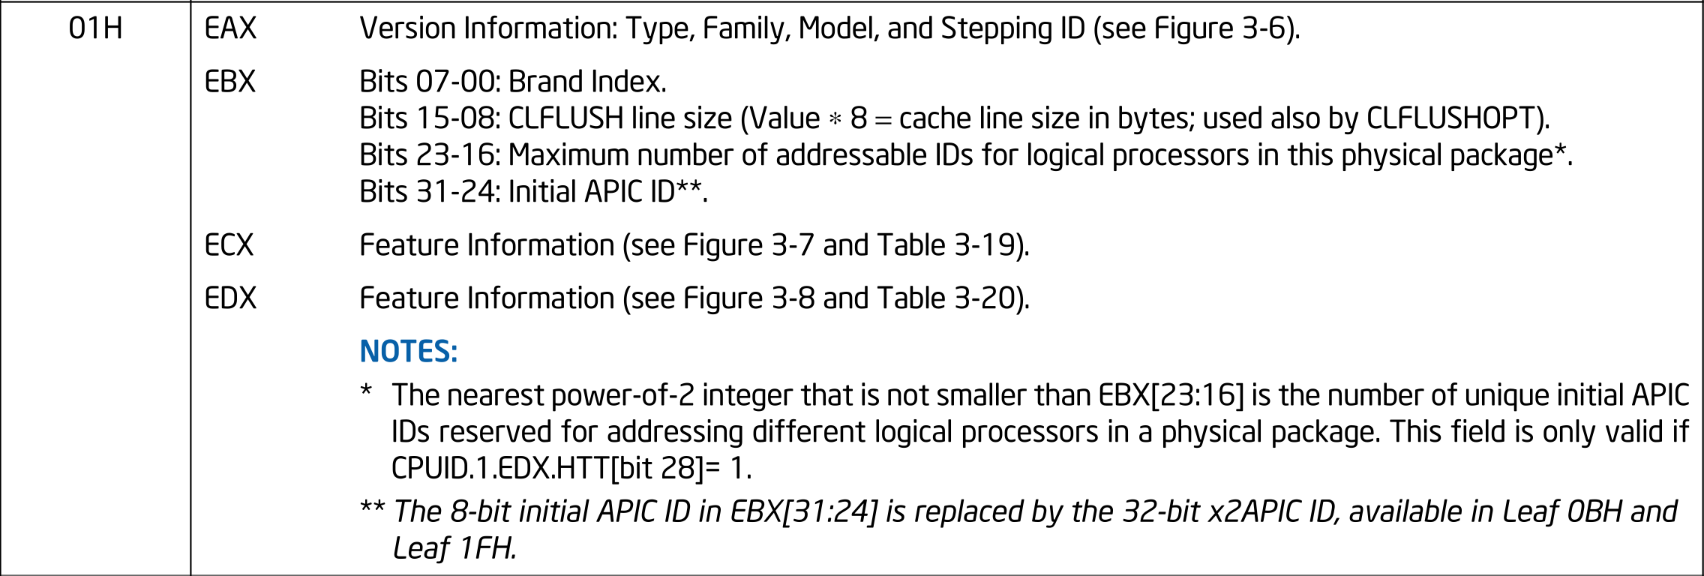 01H EAX Version Information: Type, Family, Model, and Stepping ID (see Figure 3-6).
EBX Bits 07-00: Brand Index.
Bits 15-08: CLFLUSH line size (Value ∗ 8 = cache line size in bytes; used also by CLFLUSHOPT).
Bits 23-16: Maximum number of addressable IDs for logical processors in this physical package*.
Bits 31-24: Initial APIC ID**.
ECX Feature Information (see Figure 3-7 and Table 3-19).
EDX Feature Information (see Figure 3-8 and Table 3-20).
NOTES:
* The nearest power-of-2 integer that is not smaller than EBX[23:16] is the number of unique initial APIC
IDs reserved for addressing different logical processors in a physical package. This field is only valid if
CPUID.1.EDX.HTT[bit 28]= 1.
** The 8-bit initial APIC ID in EBX[31:24] is replaced by the 32-bit x2APIC ID, available in Leaf 0BH and
Leaf 1FH.